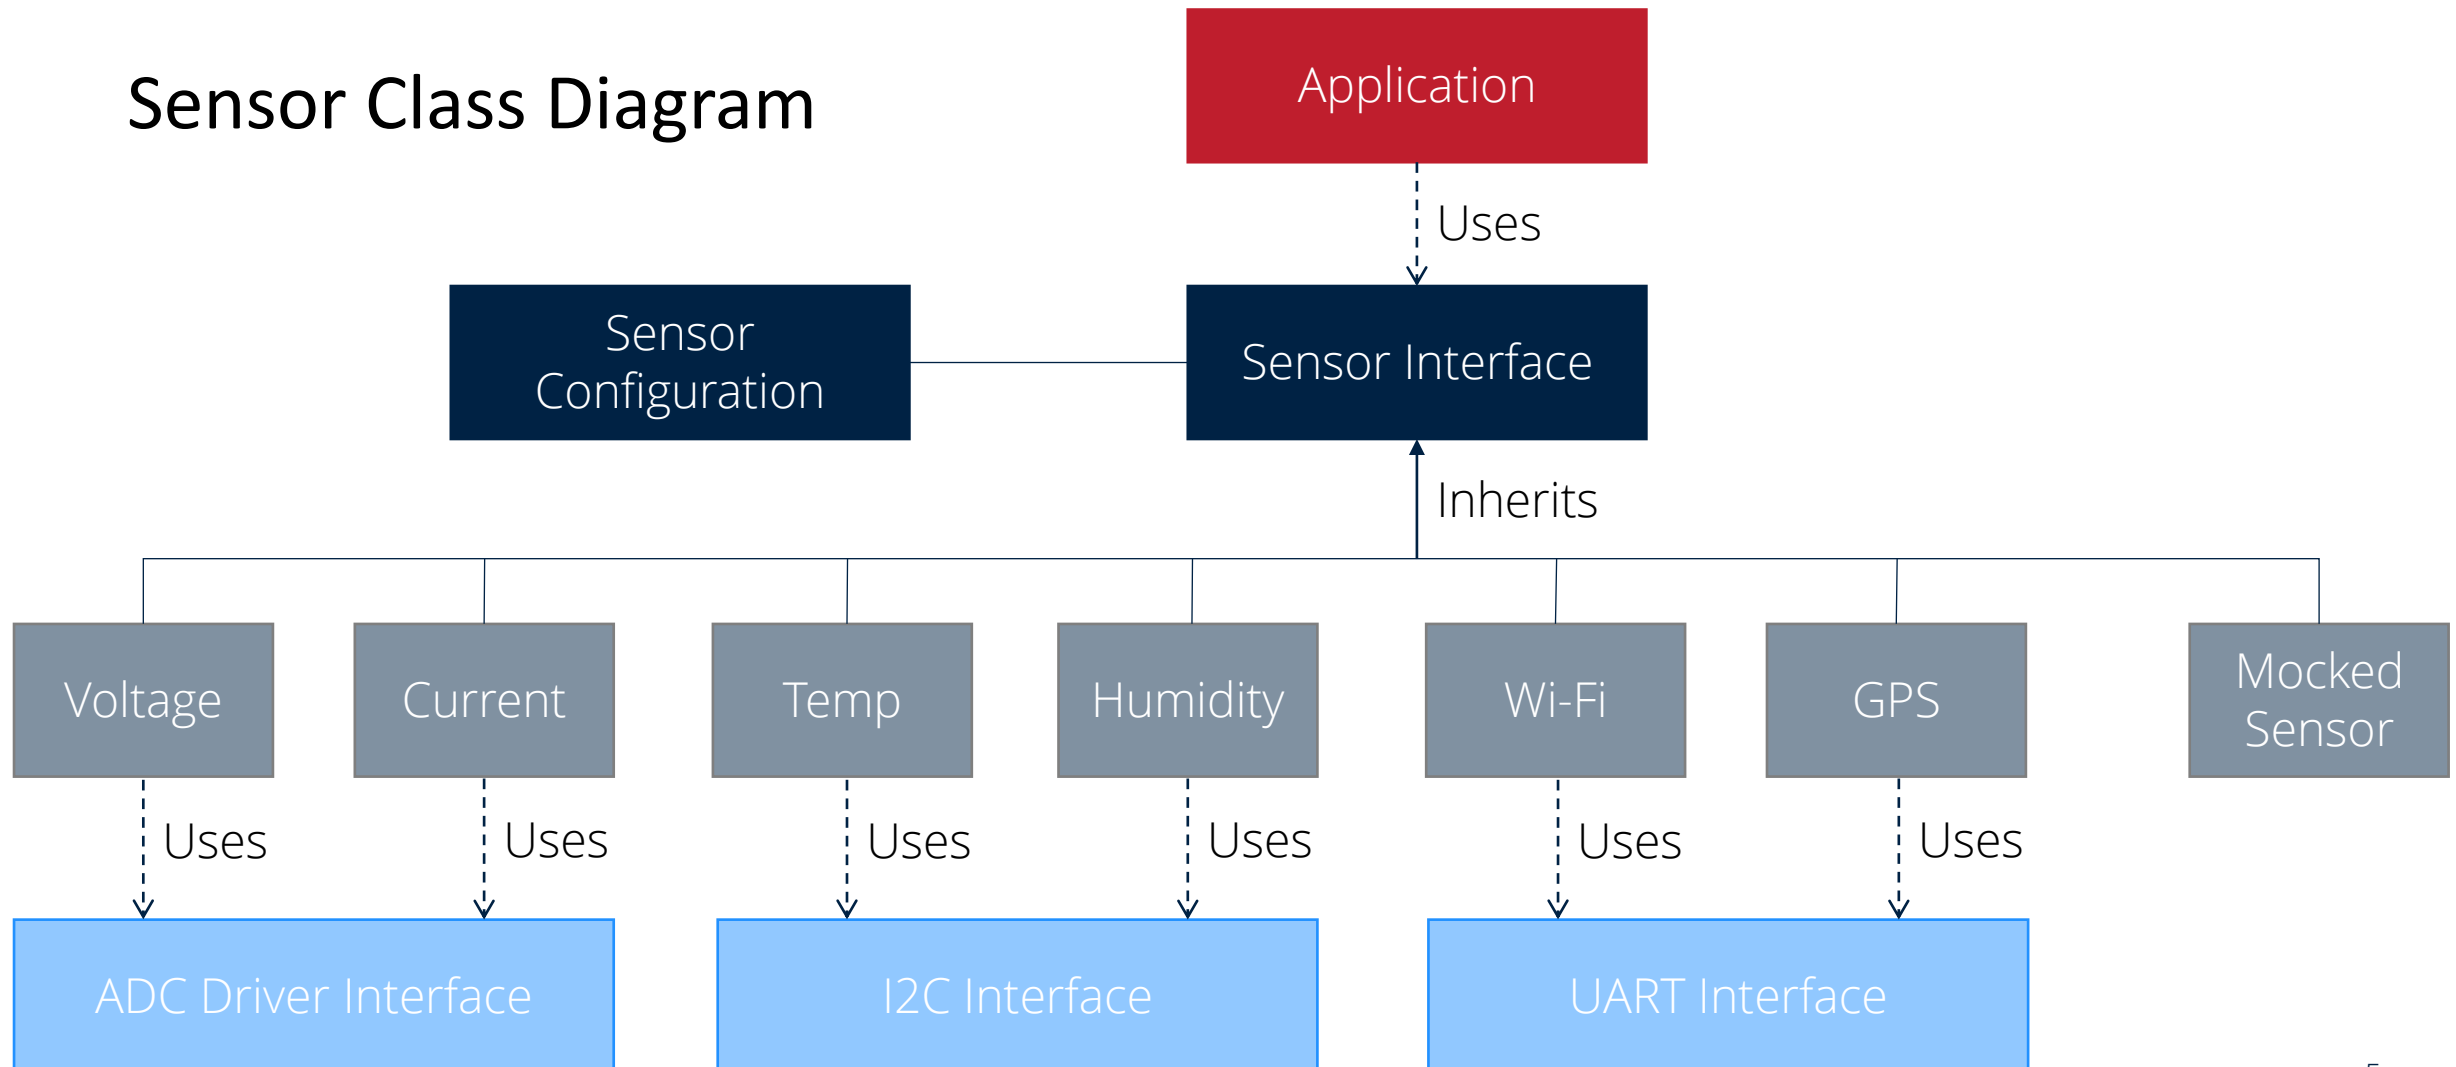 Sensor Class Diagram
Application
Uses
Sensor
Configuration
Sensor Interface
Inherits
Voltage
Current
Temp
Humidity
Wi-Fi
GPS
Mocked
Sensor
Uses
Uses
Uses
Uses
Uses
Uses
ADC Driver Interface
I2C Interface
UART Interface